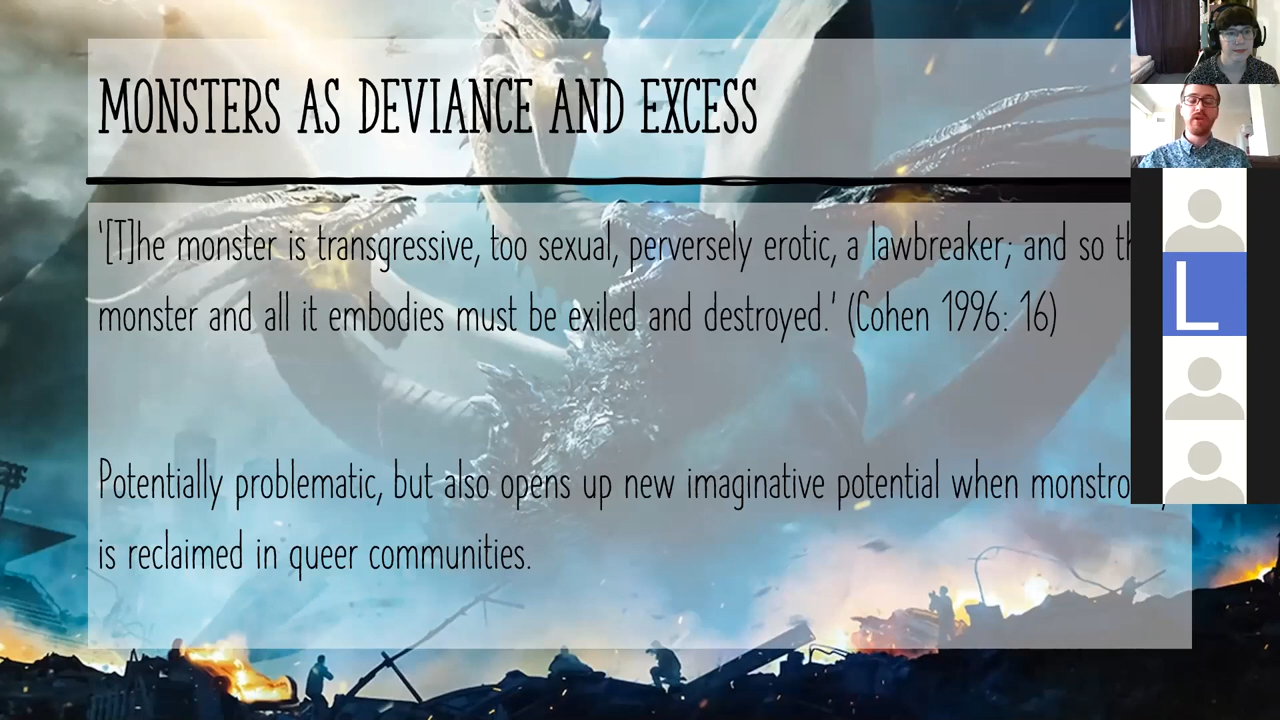 MONSTERS AS DEVIANCE AND EXCESS
'[T]he monster is transgressive, too sexual, perversely erotic, a lawbreaker; and so
monster and all it embodies must be exiled and destroyed.' (Cohen 1996: 16)
Potentially problematic, but also opens up new imaginative potential when
is reclaimed in queer communities.
L